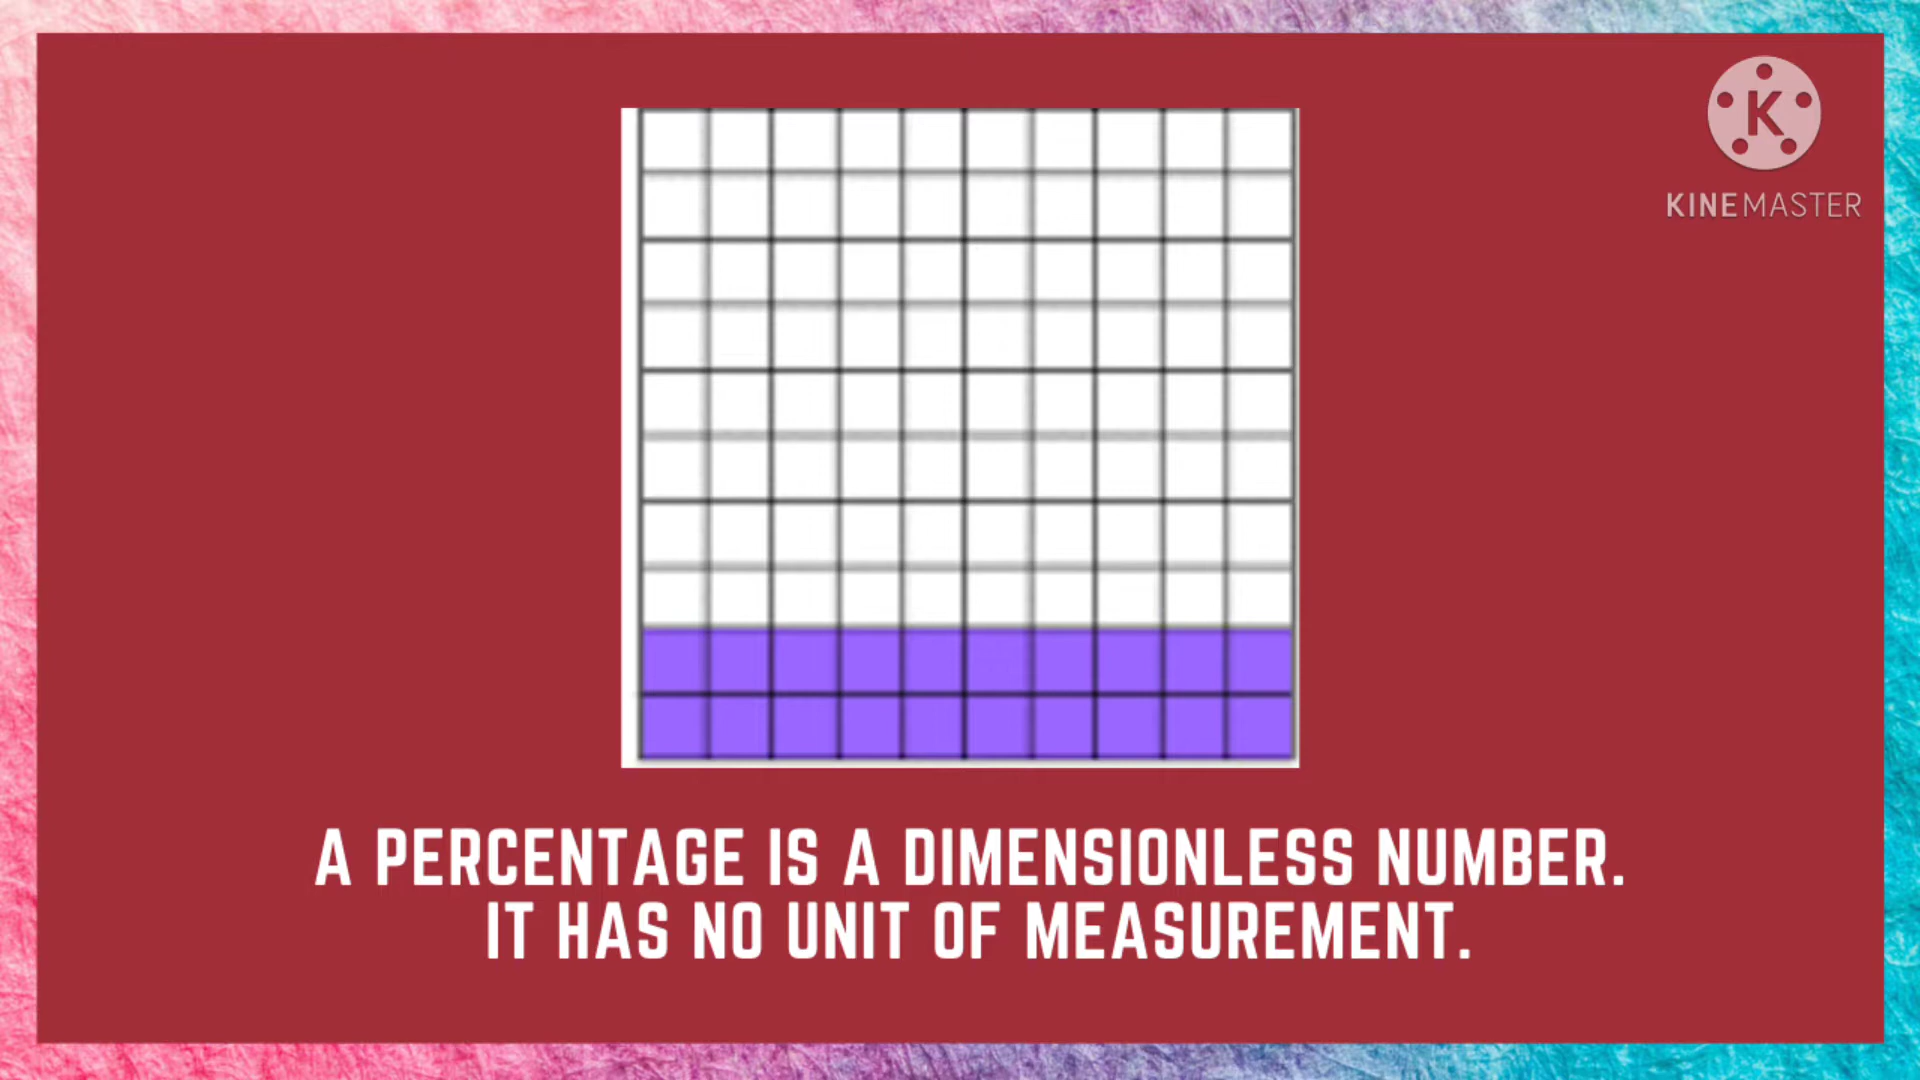 K
KINEMASTER
A PERCENTAGE IS A DIMENSIONLESS NUMBER.
IT HAS NO UNIT OF MEASUREMENT.